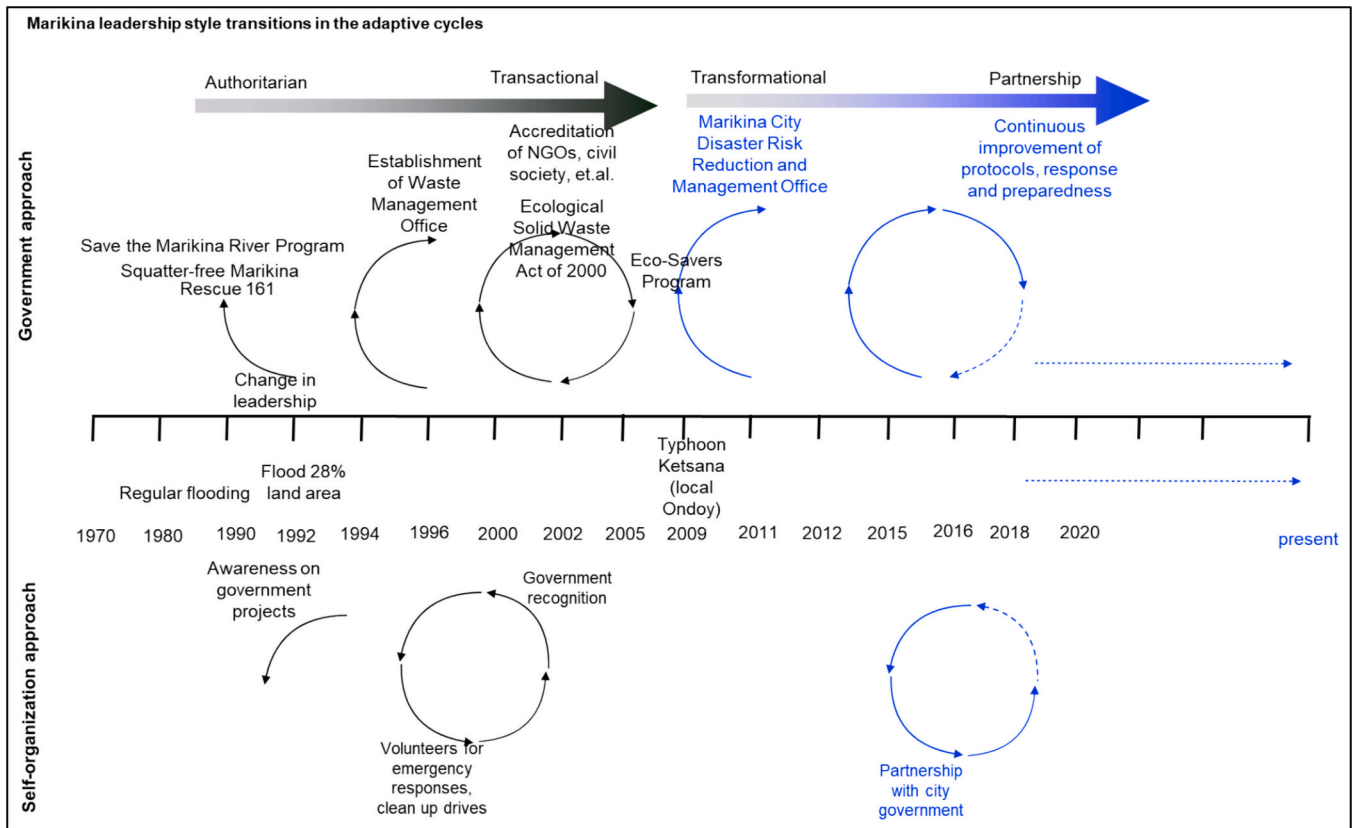 Marikina leadership style transitions in the adaptive cycles
Authoritarian
Transactional
Transformational
Partnership
Government approach
Save the Marikina River Program
Squatter-free Marikina
Rescue 161
Change in
leadership
Establishment
of Waste
Management
Office
Accreditation
of NGOs, civil
society, et.al.
Ecological
Solid Waste
Management
Act of 2000
Eco-Savers
Program
Marikina City
Disaster Risk
Reduction and
Management Office
Continuous
improvement of
protocols, response
and preparedness
Regular flooding
Flood 28%
land area
Typhoon
Ketsana
(local
Ondoy)
1970 1980 1990 1992 1994 1996 2000 2002 2005 2009 2011 2012 2015 2016 2018 2020 present
Self-organization approach
Awareness on
government
projects
Volunteers for
emergency
responses,
clean up drives
Government
recognition
Partnership
with city
government